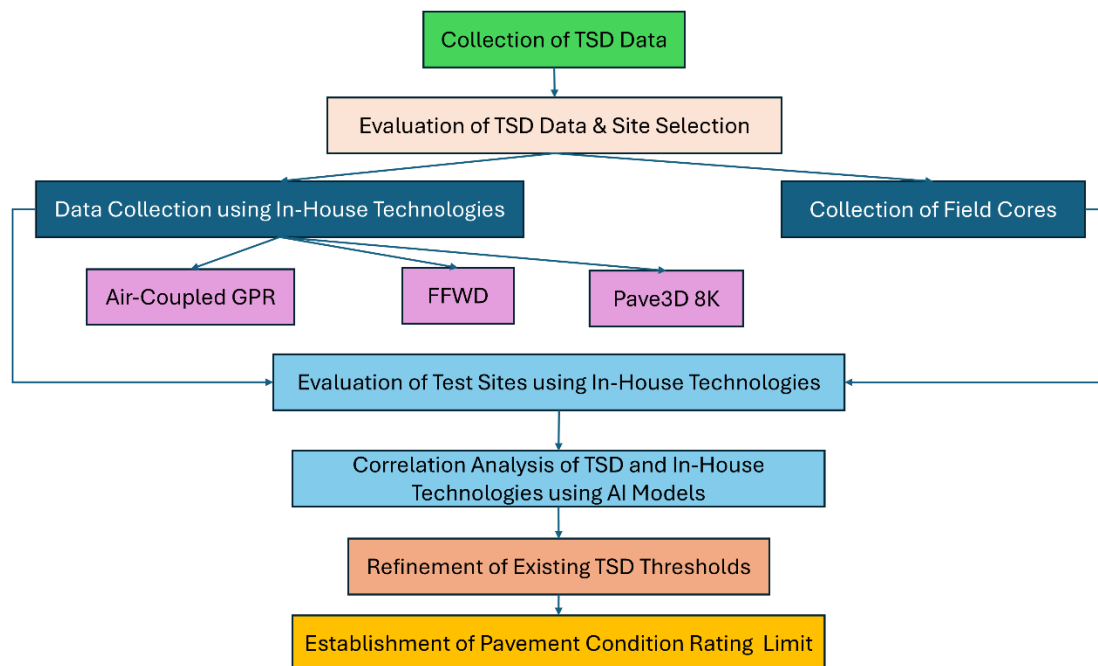 Collection of TSD Data
Evaluation of TSD Data & Site Selection
Data Collection using In-House Technologies
Collection of Field Cores
Air-Coupled GPR
FFWD
Pave3D 8K
Evaluation of Test Sites using In-House Technologies
Correlation Analysis of TSD and In-House
Technologies using AI Models
Refinement of Existing TSD Thresholds
Establishment of Pavement Condition Rating Limit